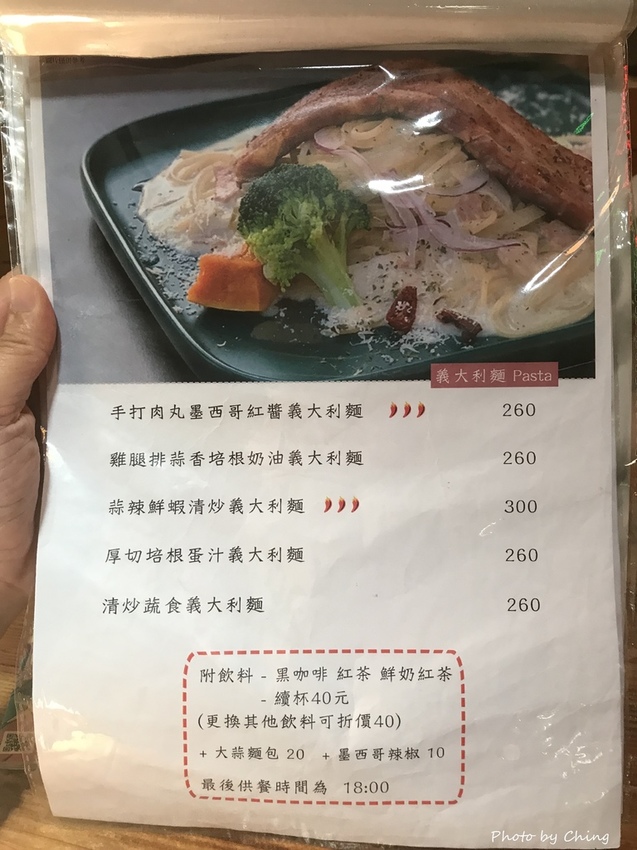 義大利麵 Pasta
手打肉丸墨西哥紅醬義大利麵 260
雞腿排蒜香培根奶油義大利麵 260
蒜辣鮮蝦清炒義大利麵 300
厚切培根蛋汁義大利麵 260
清炒蔬食義大利麵 260
附飲料 - 黑咖啡 紅茶 鮮奶紅茶
- 續杯40元
(更換其他飲料可折價40)
+ 大蒜麵包 20 + 墨西哥辣椒 10
最後供餐時間為 18:00
Photo by Ching